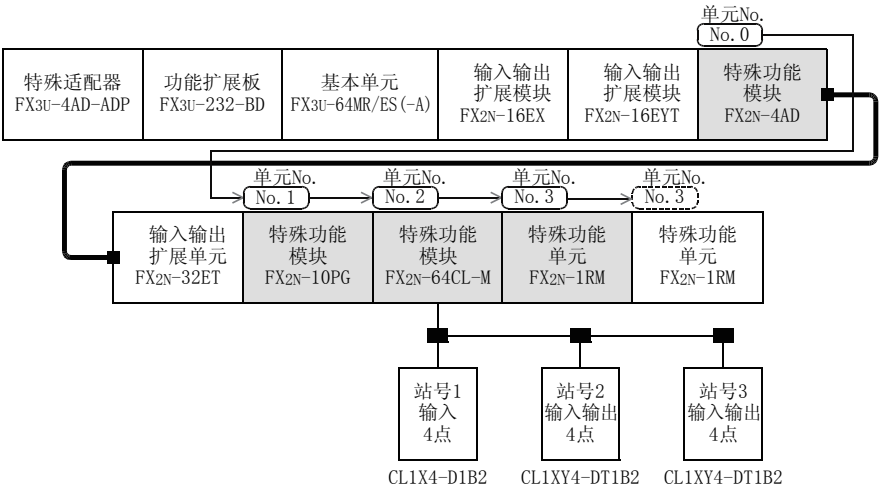 单元No.
No.0
特殊适配器
FX3U-4AD-ADP
功能扩展板
FX3U-232-BD
基本单元
FX3U-64MR/ES(-A)
输入输出
扩展模块
FX2N-16EX
输入输出
扩展模块
FX2N-16EYT
特殊功能
模块
FX2N-4AD
单元No.
No.1
单元No.
No.2
单元No.
No.3
单元No.
No.3
输入输出
扩展单元
FX2N-32ET
特殊功能
模块
FX2N-10PG
特殊功能
模块
FX2N-64CL-M
特殊功能
单元
FX2N-1RM
特殊功能
单元
FX2N-1RM
站号1
输入
4点
站号2
输入输出
4点
站号3
输入输出
4点
CL1X4-D1B2
CL1XY4-DT1B2
CL1XY4-DT1B2